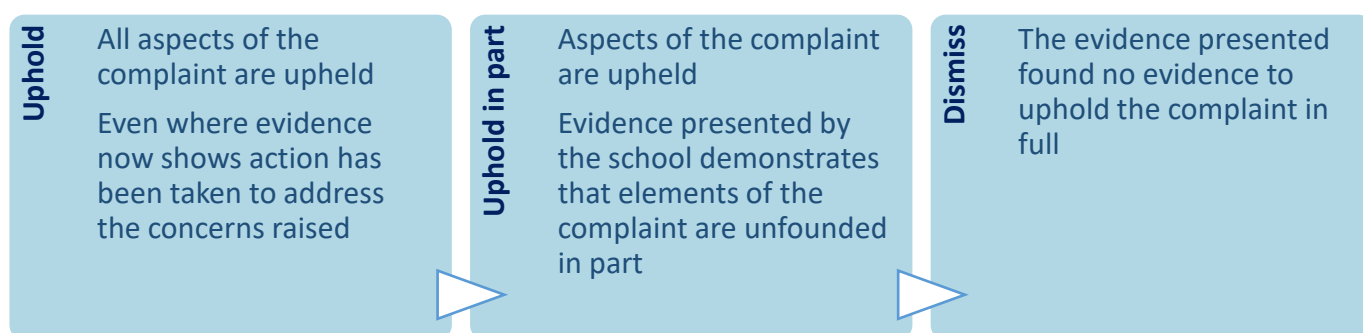 Uphold
All aspects of the
complaint are upheld
Even where evidence
now shows action has
been taken to address
the concerns raised
Uphold in part
Aspects of the complaint
are upheld
Evidence presented by
the school demonstrates
that elements of the
complaint are unfounded
in part
Dismiss
The evidence presented
found no evidence to
uphold the complaint in
full